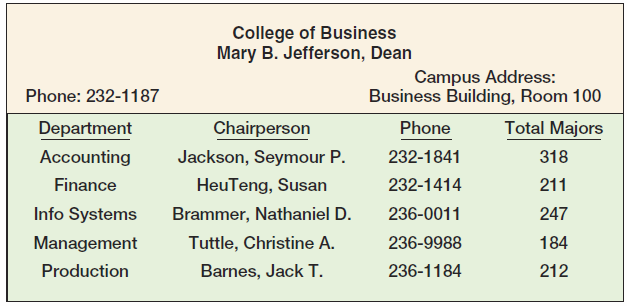 College of Business
Mary B. Jefferson, Dean
Campus Address:
Phone: 232-1187 Business Building, Room 100
Department Chairperson Phone Total Majors
Accounting Jackson, Seymour P. 232-1841 318
Finance HeuTeng, Susan 232-1414 211
Info Systems Brammer, Nathaniel D. 236-0011 247
Management Tuttle, Christine A. 236-9988 184
Production Barnes, Jack T. 236-1184 212